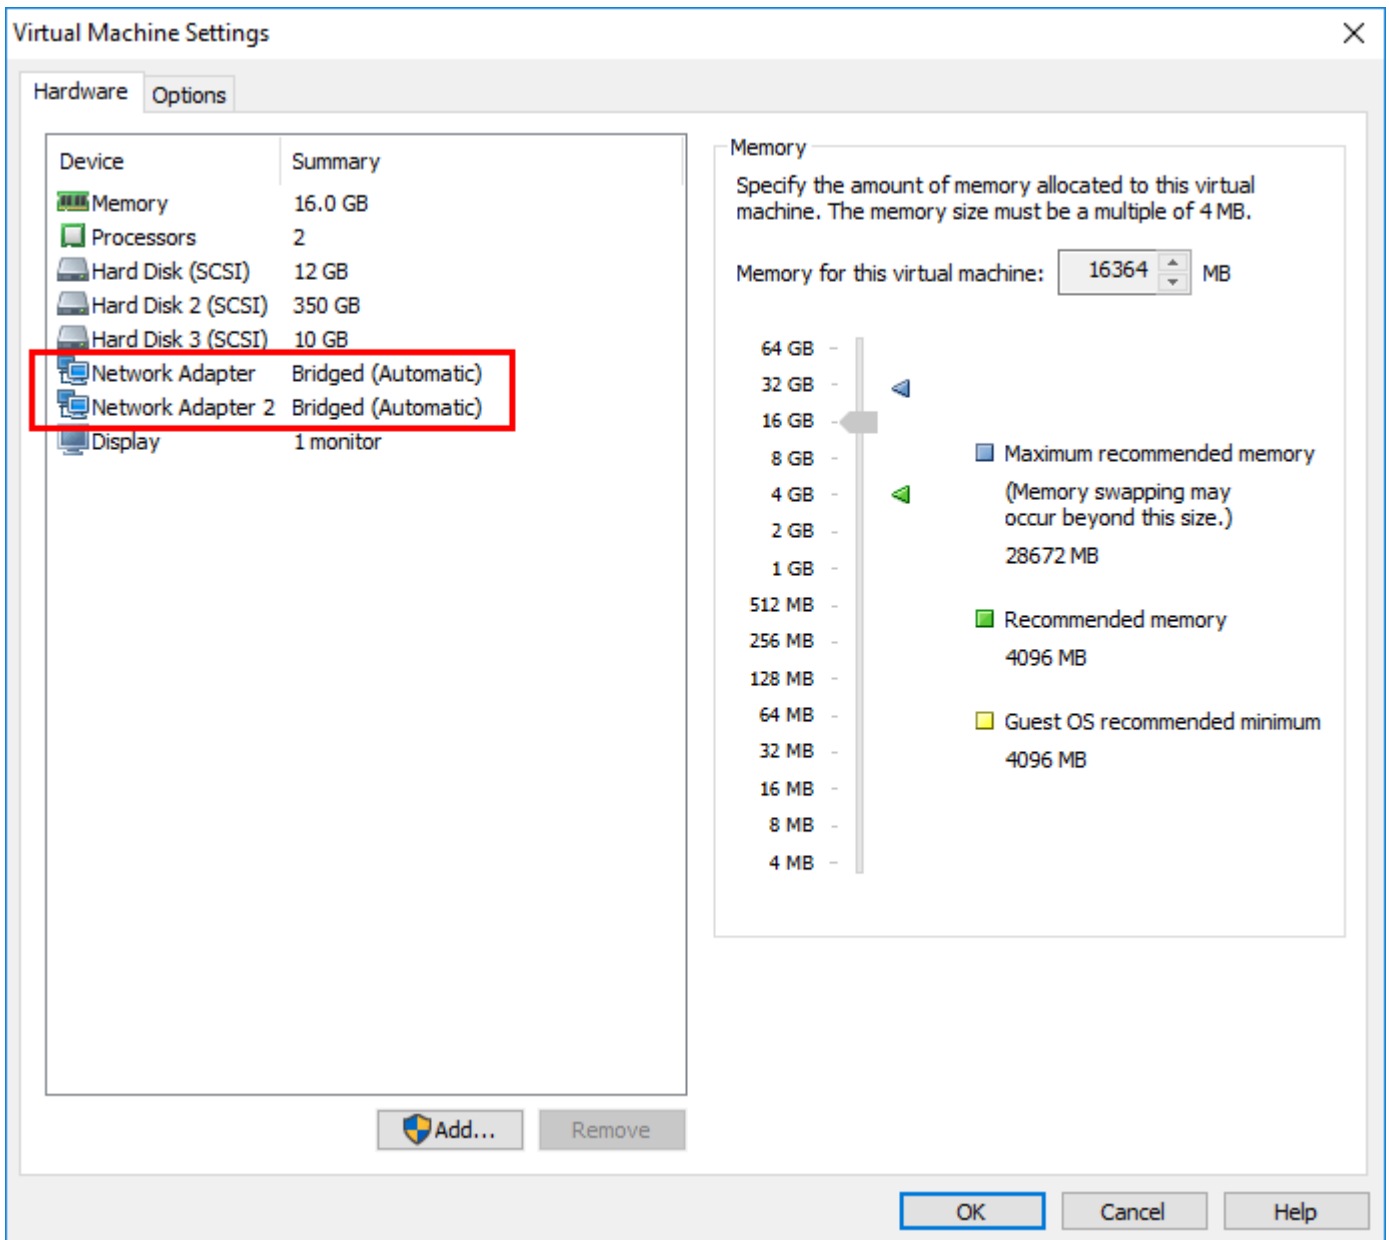 Virtual Machine Settings
Hardware
Options
Device Summary
Memory 16.0 GB
Processors 2
Hard Disk (SCSI) 12 GB
Hard Disk 2 (SCSI) 350 GB
Hard Disk 3 (SCSI) 10 GB
Network Adapter Bridged (Automatic)
Network Adapter 2 Bridged (Automatic)
Display 1 monitor
Add...
Remove
Memory
Specify the amount of memory allocated to this virtual
machine. The memory size must be a multiple of 4 MB.
Memory for this virtual machine: 16364 MB
64 GB
32 GB
16 GB
8 GB
4 GB
2 GB
1 GB
512 MB
256 MB
128 MB
64 MB
32 MB
16 MB
8 MB
4 MB
Maximum recommended memory
(Memory swapping may
occur beyond this size.)
28672 MB
Recommended memory
4096 MB
Guest OS recommended minimum
4096 MB
OK
Cancel
Help